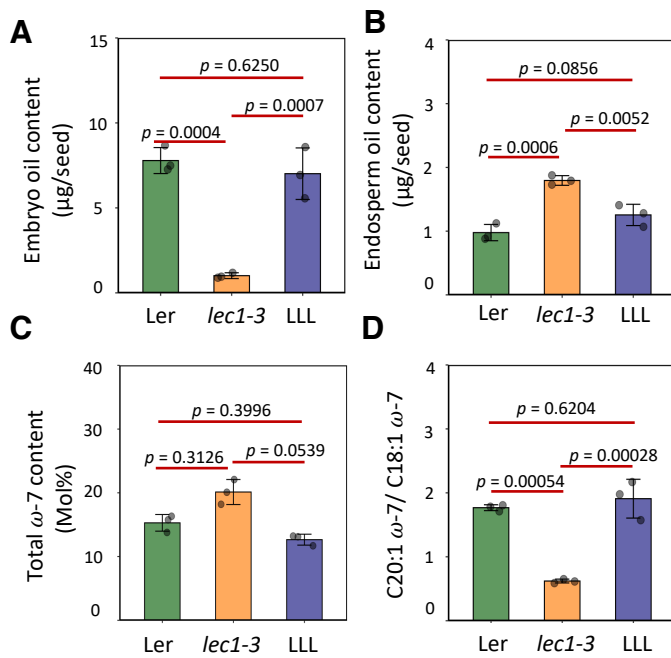 A
Embryo oil content
(µg/seed)
15
10
5
0
p = 0.6250
p = 0.0004
p = 0.0007
Ler
lec1-3
LLL
B
Endosperm oil content
(µg/seed)
4
3
2
1
0
p = 0.0856
p = 0.0006
p = 0.0052
Ler
lec1-3
LLL
C
Total ω-7 content
(Mol%)
40
30
20
10
0
p = 0.3996
p = 0.3126
p = 0.0539
Ler
lec1-3
LLL
D
C20:1 ω-7/ C18:1 ω-7
4
3
2
1
0
p = 0.6204
p = 0.00054
p = 0.00028
Ler
lec1-3
LLL